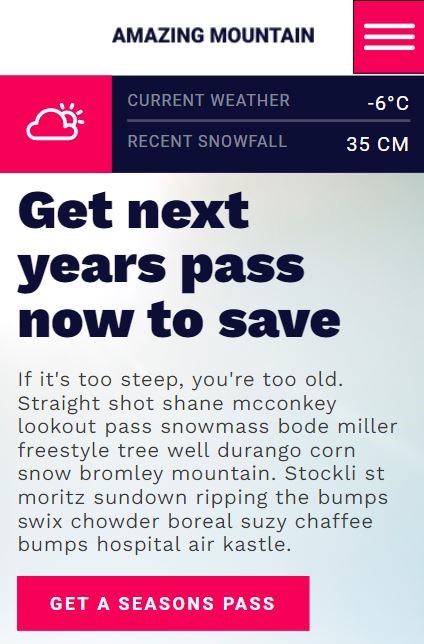 AMAZING MOUNTAIN
CURRENT WEATHER -6°C
RECENT SNOWFALL 35 CM
Get next
years pass
now to save
If it's too steep, you're too old.
Straight shot shane mcconkey
lookout pass snowmass bode miller
freestyle tree well durango corn
snow bromley mountain. Stockli st
moritz sundown ripping the bumps
swix chowder boreal suzy chaffee
bumps hospital air kastle.
GET A SEASONS PASS